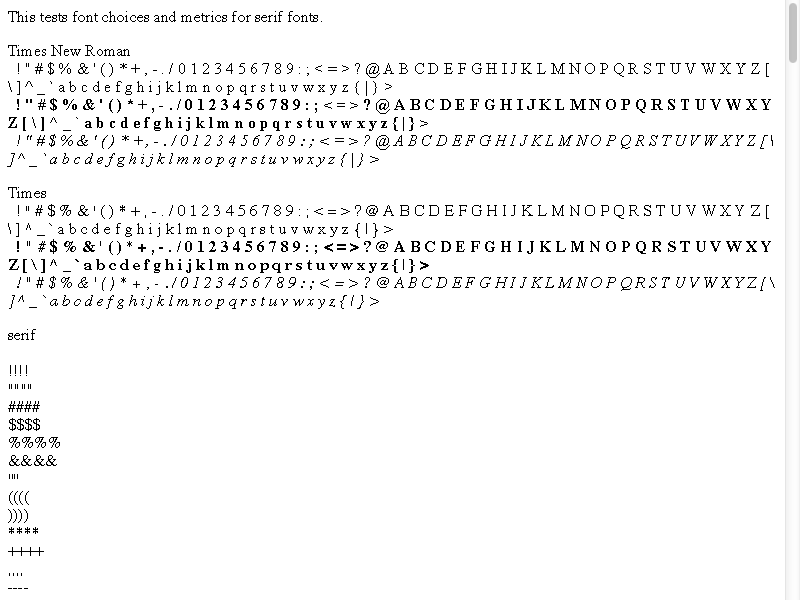 This tests font choices and metrics for serif fonts.
Times New Roman
! " # $ % & ' ( ) * + , - . / 0 1 2 3 4 5 6 7 8 9 : ; < = > ? @ A B C D E F G H I J K L M N O P Q R S T U V W X Y Z [
\ ] ^ _ ` a b c d e f g h i j k l m n o p q r s t u v w x y z { | } >
! " # $ % & ' ( ) * + , - . / 0 1 2 3 4 5 6 7 8 9 : ; < = > ? @ A B C D E F G H I J K L M N O P Q R S T U V W X Y
Z [ \ ] ^ _ ` a b c d e f g h i j k l m n o p q r s t u v w x y z { | } >
! " # $ % & ' ( ) * + , - . / 0 1 2 3 4 5 6 7 8 9 : ; < = > ? @ A B C D E F G H I J K L M N O P Q R S T U V W X Y Z [ \
] ^ _ ` a b c d e f g h i j k l m n o p q r s t u v w x y z { | } >
Times
! " # $ % & ' ( ) * + , - . / 0 1 2 3 4 5 6 7 8 9 : ; < = > ? @ A B C D E F G H I J K L M N O P Q R S T U V W X Y Z [
\ ] ^ _ ` a b c d e f g h i j k l m n o p q r s t u v w x y z { | } >
! " # $ % & ' ( ) * + , - . / 0 1 2 3 4 5 6 7 8 9 : ; < = > ? @ A B C D E F G H I J K L M N O P Q R S T U V W X Y
Z [ \ ] ^ _ ` a b c d e f g h i j k l m n o p q r s t u v w x y z { | } >
! " # $ % & ' ( ) * + , - . / 0 1 2 3 4 5 6 7 8 9 : ; < = > ? @ A B C D E F G H I J K L M N O P Q R S T U V W X Y Z [ \
] ^ _ ` a b c d e f g h i j k l m n o p q r s t u v w x y z { | } >
serif
!!!!
""""
####
$$$$
%%%%
&&&&
''''
((((
))))
****
++++
,,,,
----